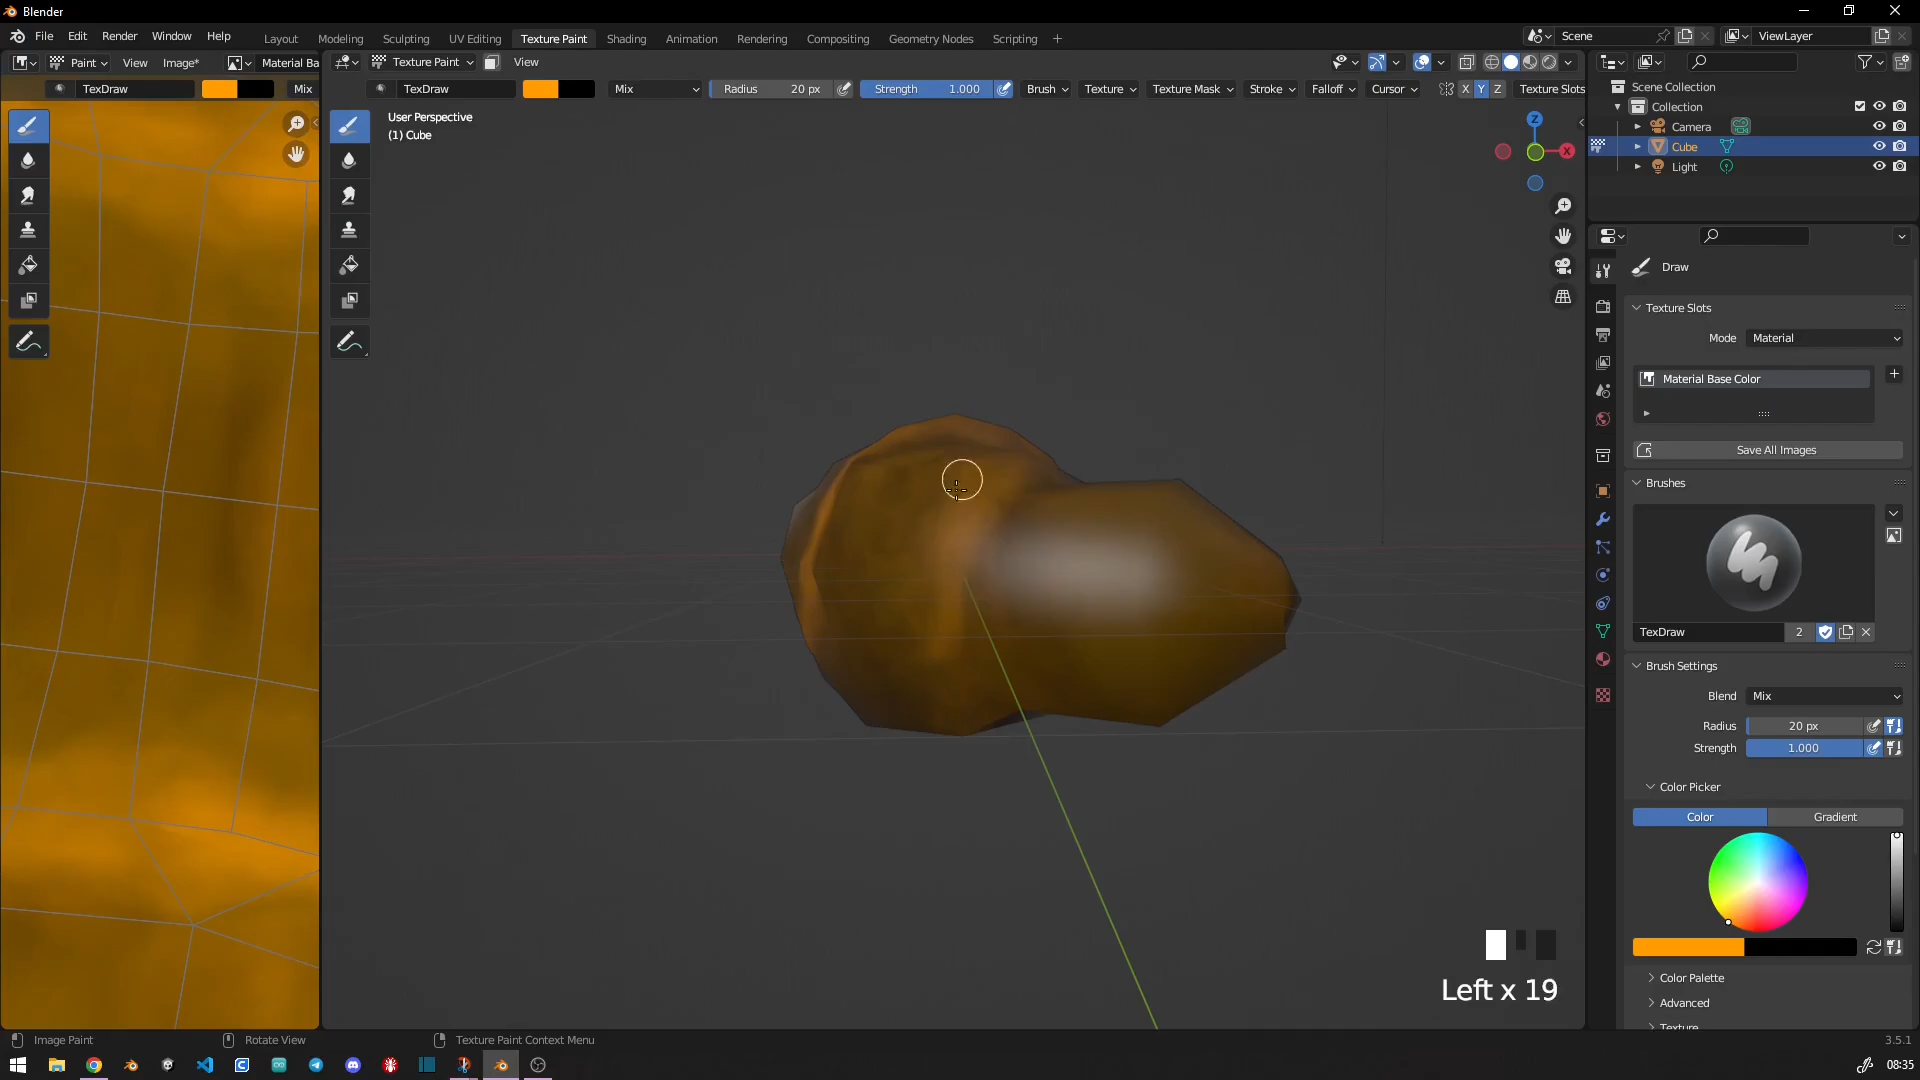 Blender
File Edit Render Window Help
Layout Modeling Sculpting UV Editing Texture Paint Shading Animation Rendering Compositing Geometry Nodes Scripting +
Scene
ViewLayer
Paint View Image* Material Ba
Texture Paint View
TexDraw Mix
TexDraw Mix Radius 20 px Strength 1.000 Brush Texture Texture Mask Stroke Falloff Cursor X Y Z Texture Slots
User Perspective
(1) Cube
Z
X
Scene Collection
Collection
Camera
Cube
Light
Draw
Texture Slots
Mode Material
Material Base Color
Save All Images
Brushes
TexDraw 2
Brush Settings
Blend Mix
Radius 20 px
Strength 1.000
Color Picker
Color Gradient
Color Palette
Advanced
Texture
Left x 19
Image Paint Rotate View Texture Paint Context Menu 3.5.1
08:35